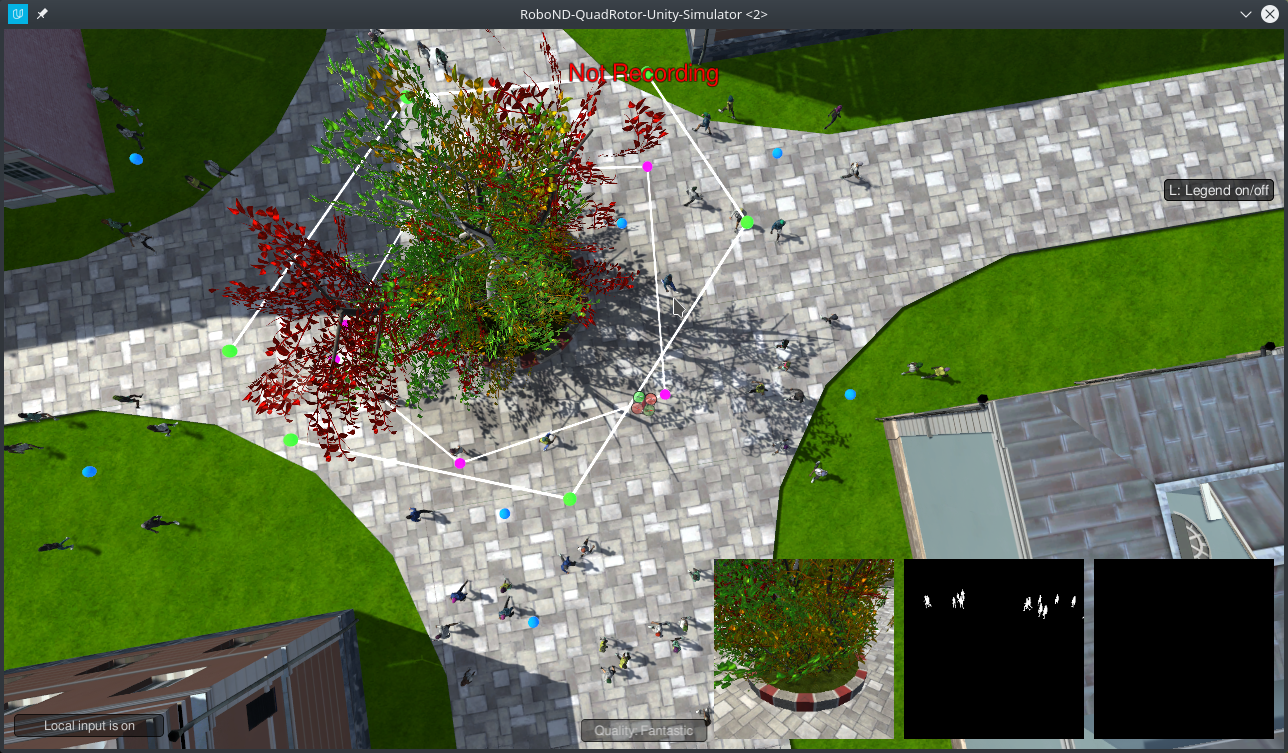 RoboND-QuadRotor-Unity-Simulator <2>
Not Recording
L: Legend on/off
Local input is on
Quality: Fantastic